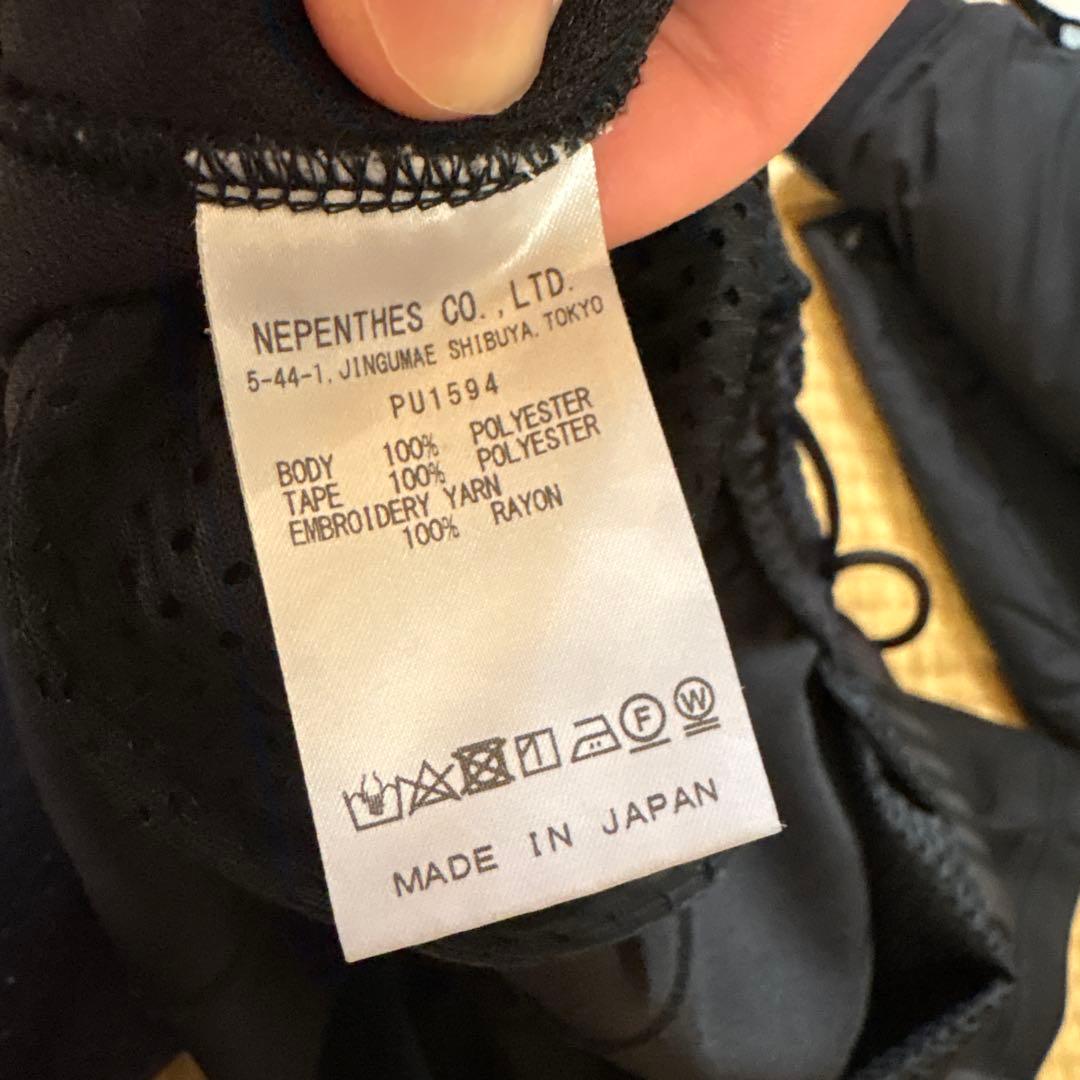 NEPENTHES CO.,LTD.
5-44-1, JINGUMAE SHIBUYA, TOKYO
PU1594
BODY 100% POLYESTER
TAPE 100% POLYESTER
EMBROIDERY YARN
100% RAYON
F W
MADE IN JAPAN